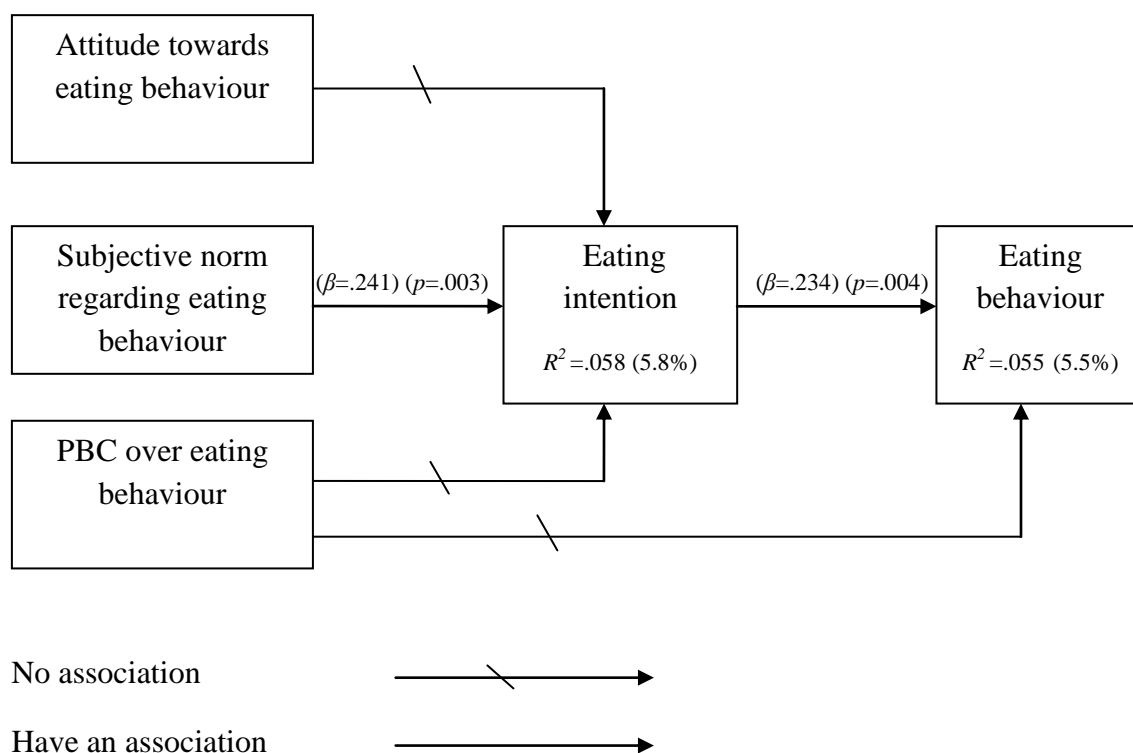 Attitude towards
eating behaviour
Subjective norm
regarding eating
behaviour
(β=.241) (p=.003)
Eating
intention
R² =.058 (5.8%)
(β=.234) (p=.004)
Eating
behaviour
R² =.055 (5.5%)
PBC over eating
behaviour
No association
Have an association